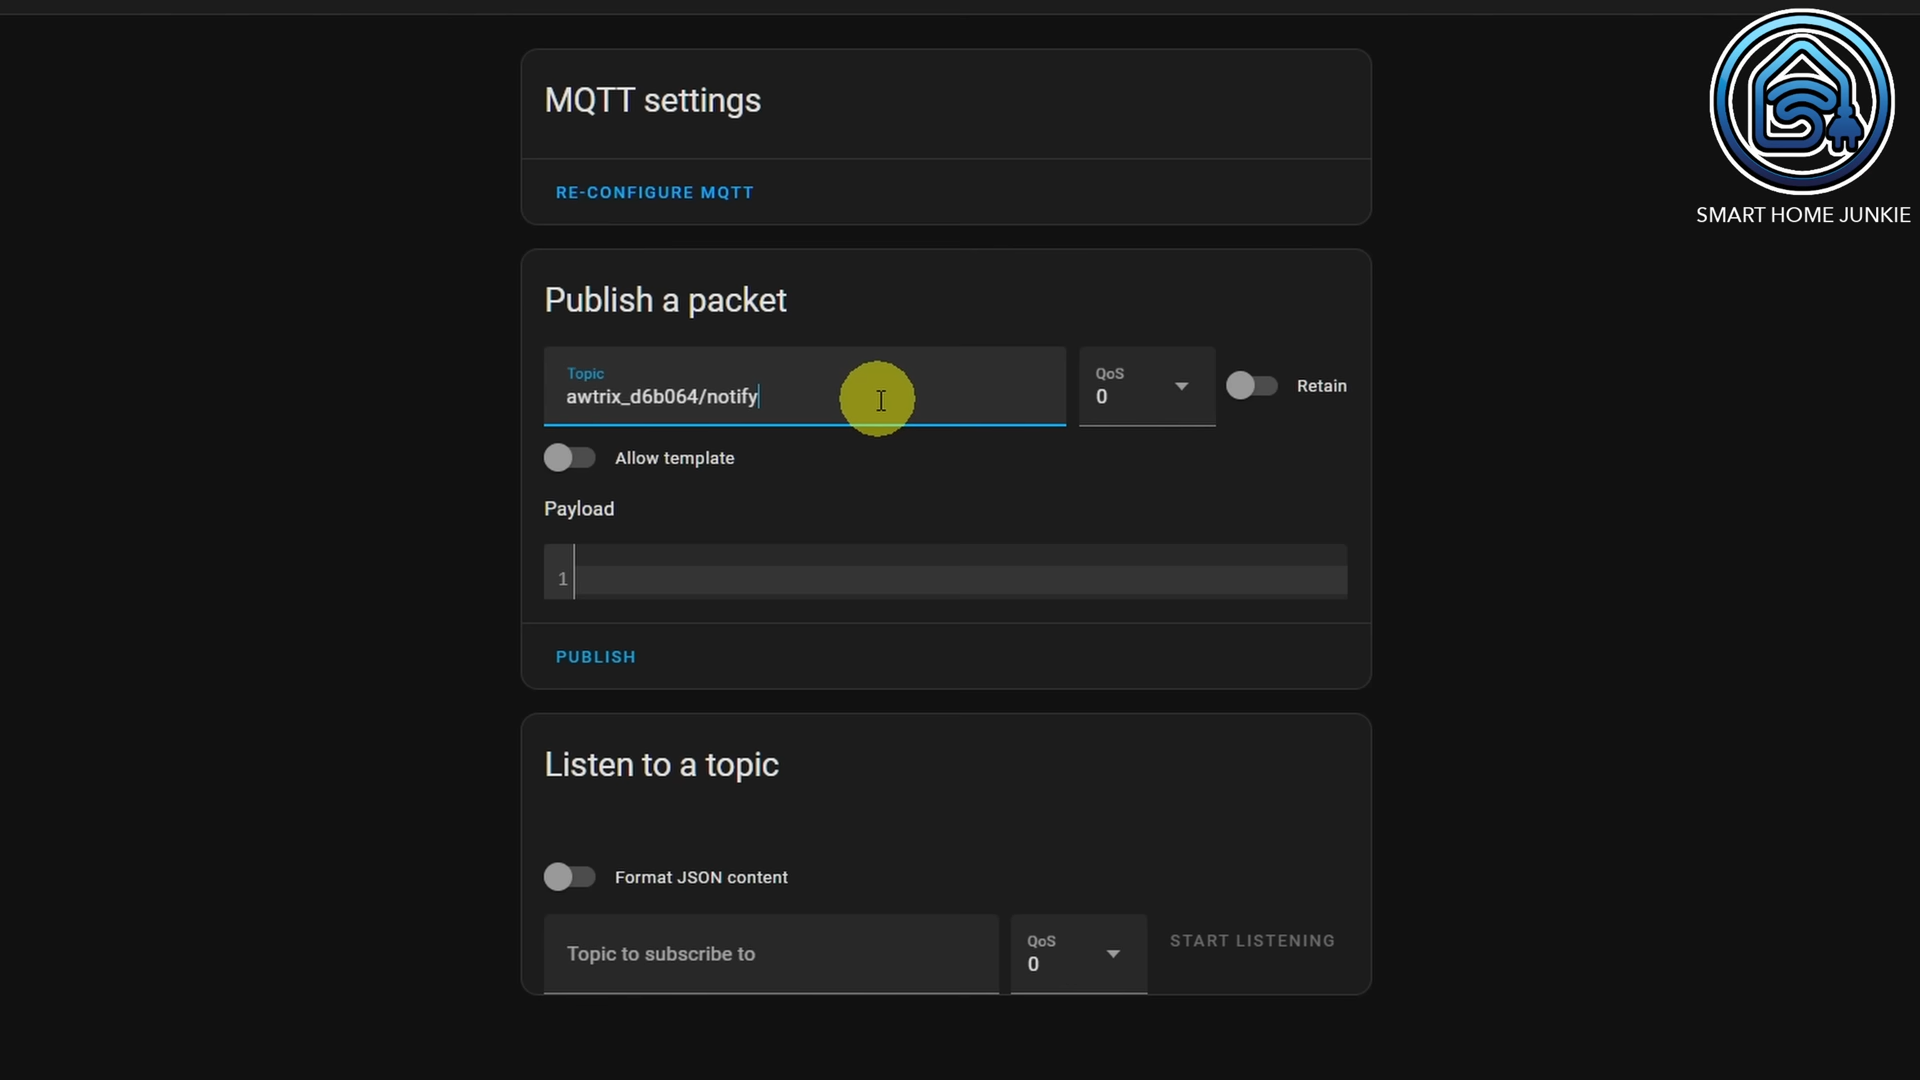 MQTT settings
RE-CONFIGURE MQTT
SMART HOME JUNKIE
Publish a packet
Topic
awtrix_d6b064/notify
QoS
0
Retain
Allow template
Payload
1
PUBLISH
Listen to a topic
Format JSON content
Topic to subscribe to
QoS
0
START LISTENING